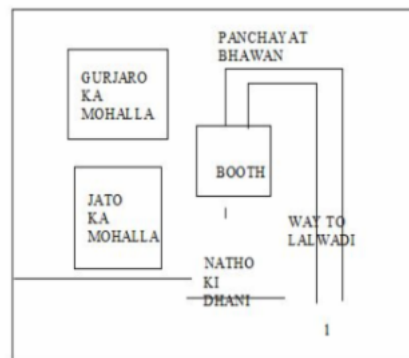 PANCHAYAT
BHAWAN
GURJARO
KA
MOHALLA
BOOTH
JATO
KA
MOHALLA
WAY TO
LALWADI
NATHO
KI
DHANI
1